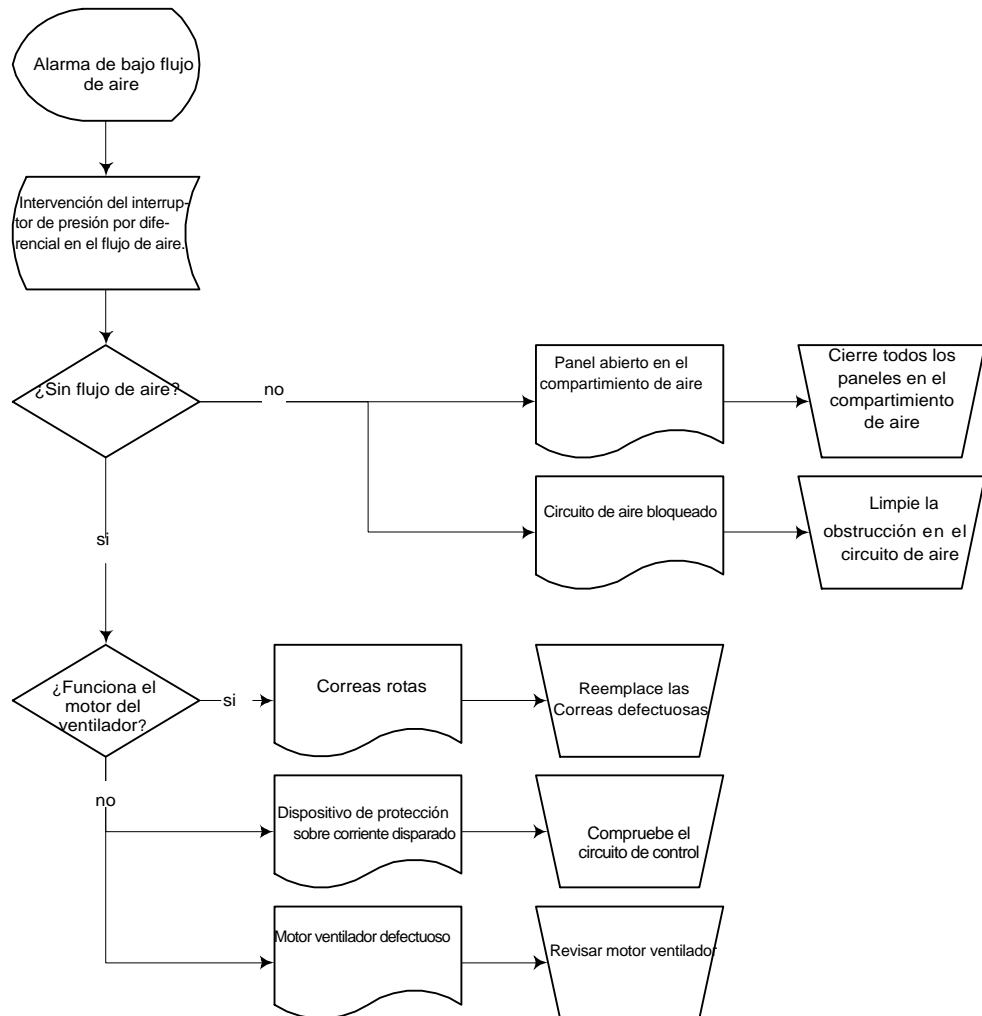 Alarma de bajo flujo
de aire
Intervención del interrup-
tor de presión por dife-
rencial en el flujo de aire.
¿Sin flujo de aire?
no
Panel abierto en el
compartimiento de aire
Cierre todos los
paneles en el
compartimiento
de aire
Circuito de aire bloqueado
Limpie la
obstrucción en el
circuito de aire
si
¿Funciona el
motor del
ventilador?
si
Correas rotas
Reemplace las
Correas defectuosas
no
Dispositivo de protección
sobre corriente disparado
Compruebe el
circuito de control
Motor ventilador defectuoso
Revisar motor ventilador